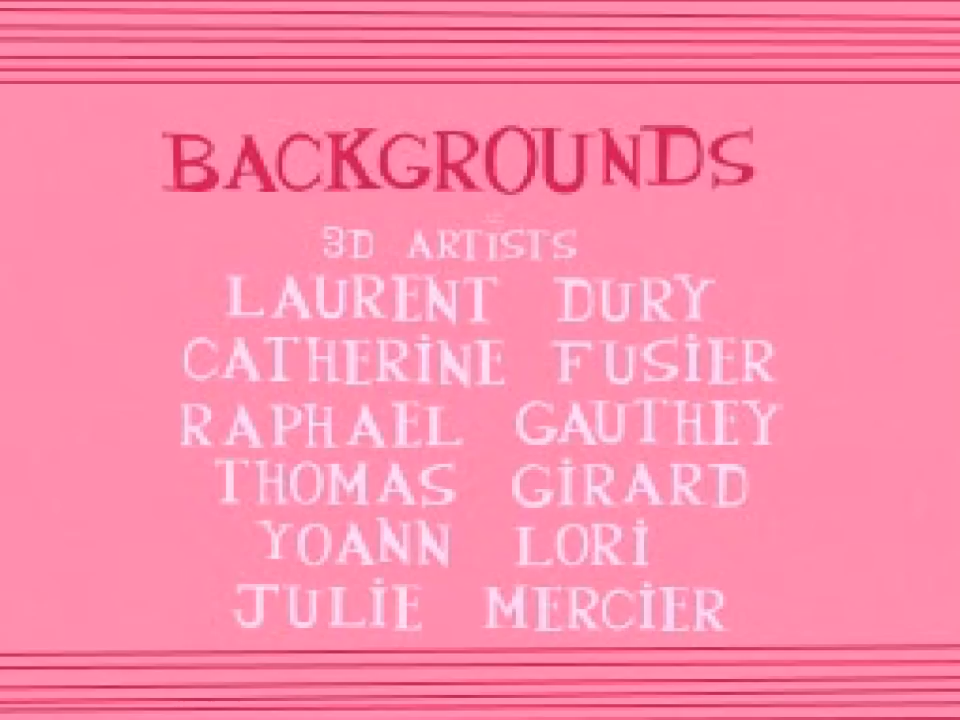 BACKGROUNDS
3D ARTISTS
LAURENT DURY
CATHERINE FUSIER
RAPHAEL GAUTHEY
THOMAS GIRARD
YOANN LORI
JULIE MERCIER